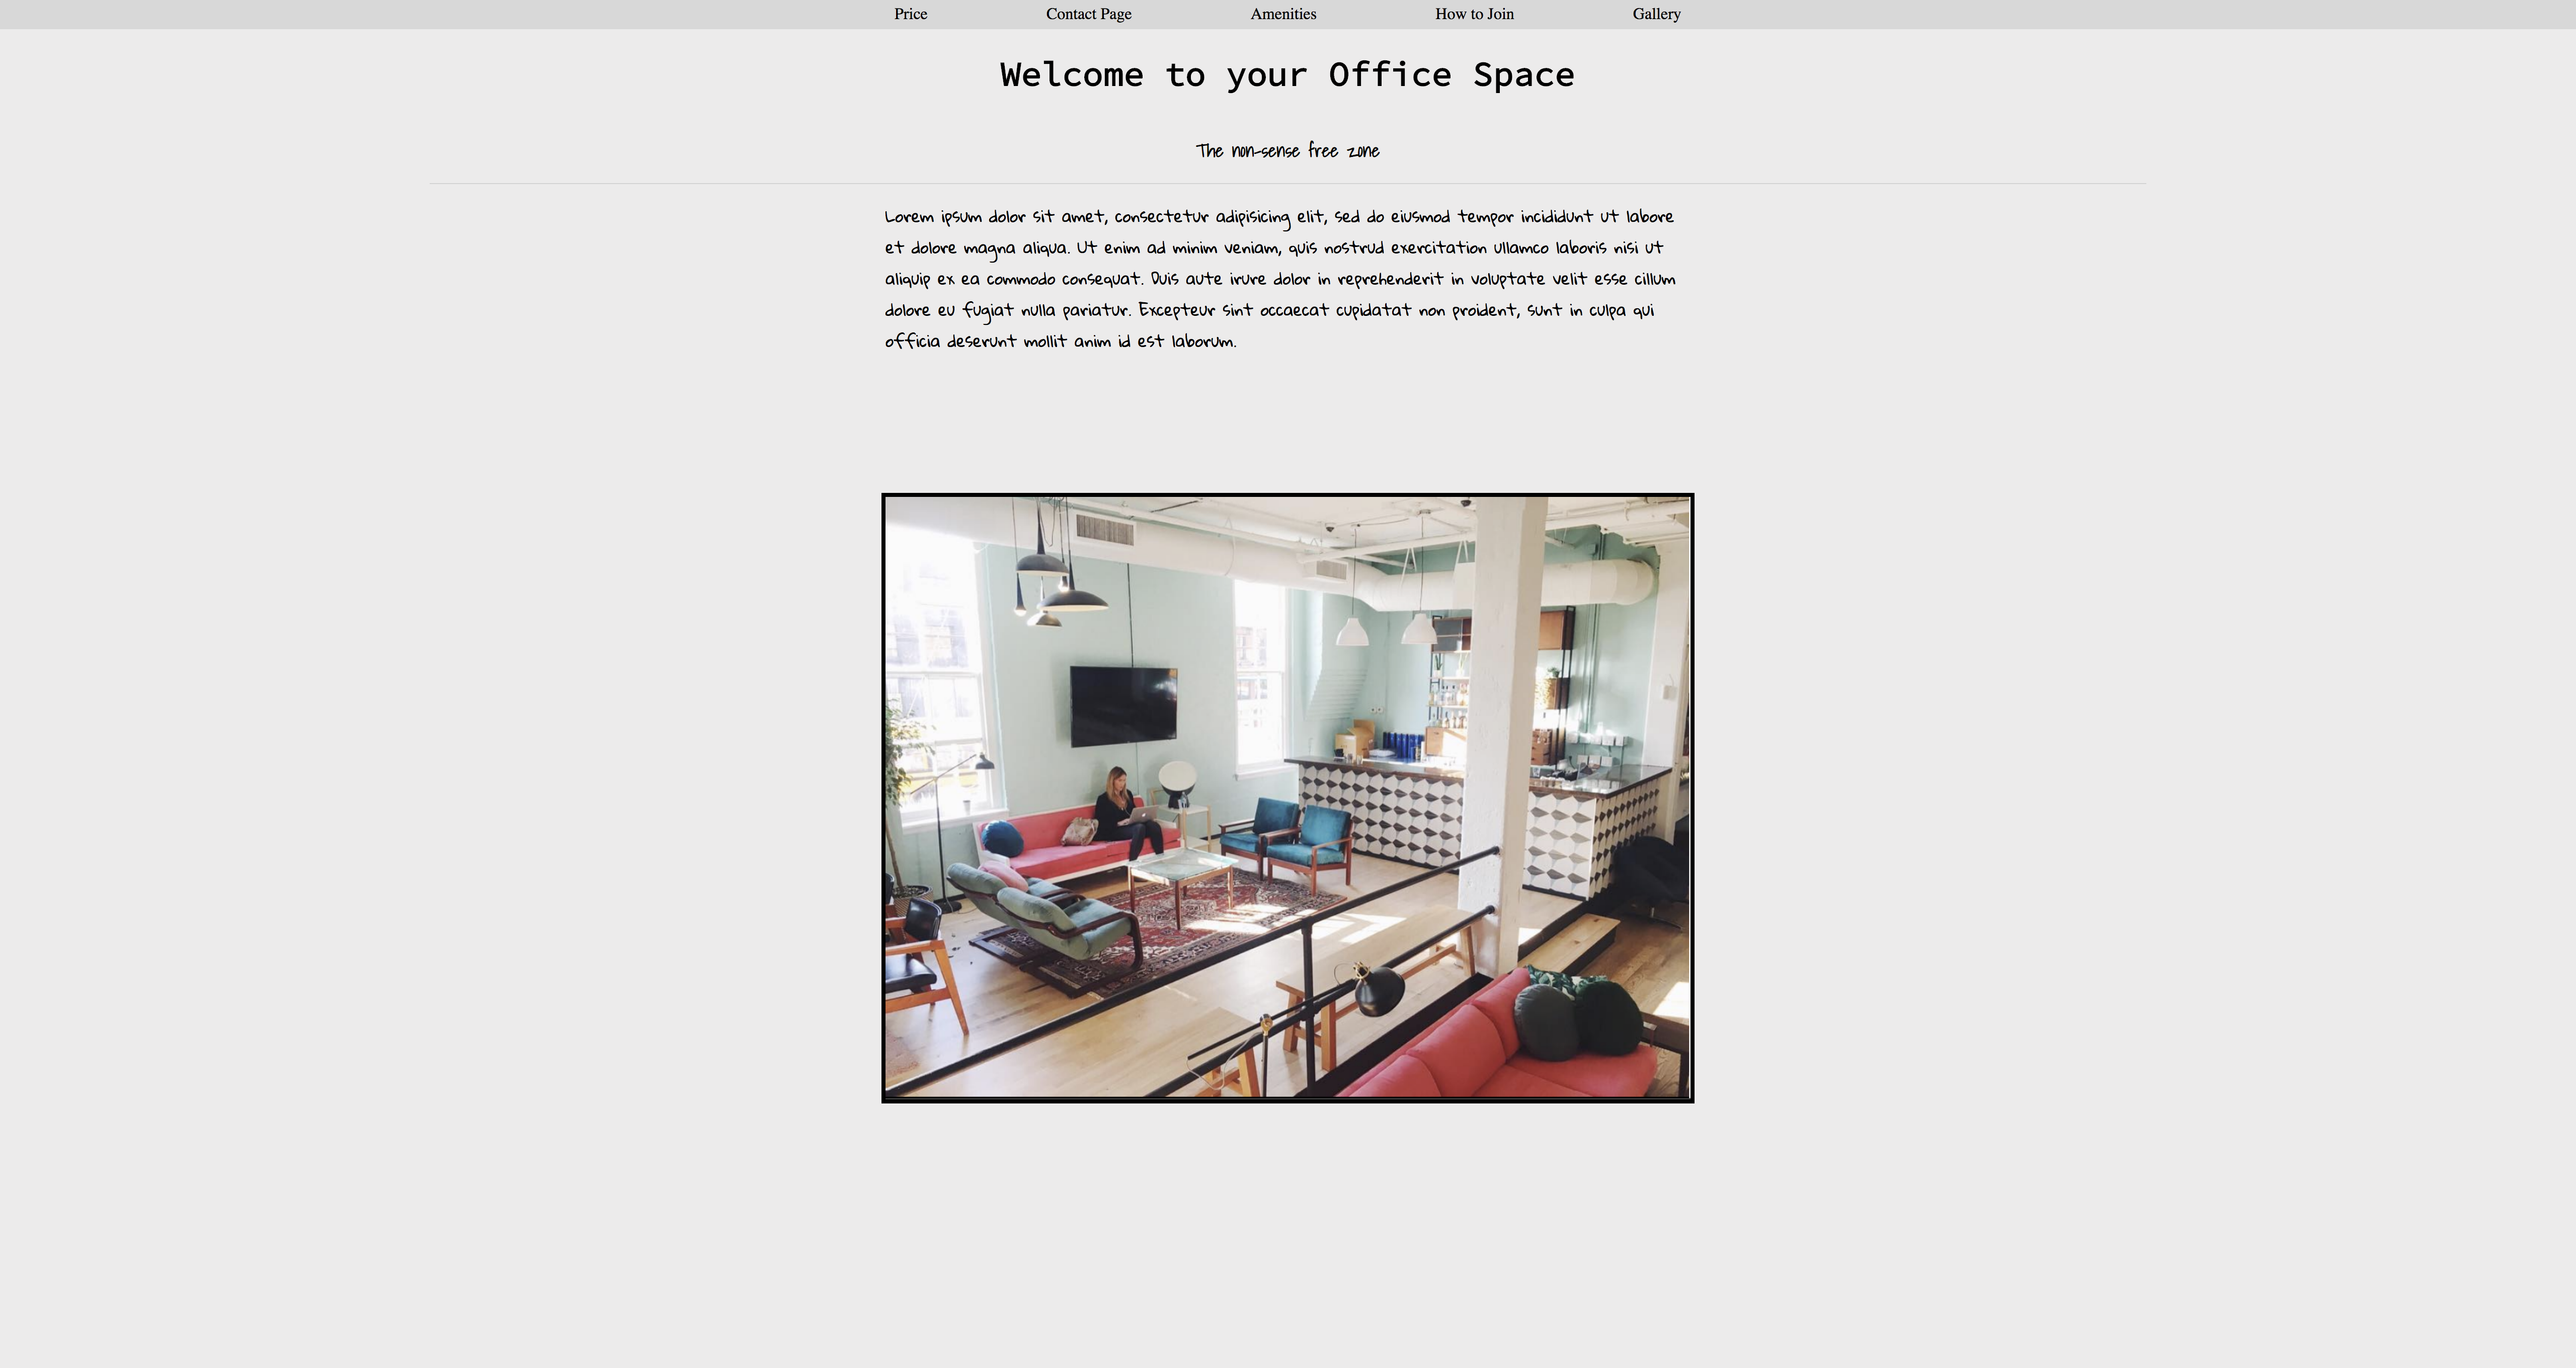 Price Contact Page Amenities How to Join Gallery
Welcome to your Office Space
The non-sense free zone
Lorem ipsum dolor sit amet, consectetur adipisicing elit, sed do eiusmod tempor incididunt ut labore
et dolore magna aliqua. Ut enim ad minim veniam, quis nostrud exercitation ullamco laboris nisi ut
aliquip ex ea commodo consequat. Duis aute irure dolor in reprehenderit in voluptate velit esse cillum
dolore eu fugiat nulla pariatur. Excepteur sint occaecat cupidatat non proident, sunt in culpa qui
officia deserunt mollit anim id est laborum.